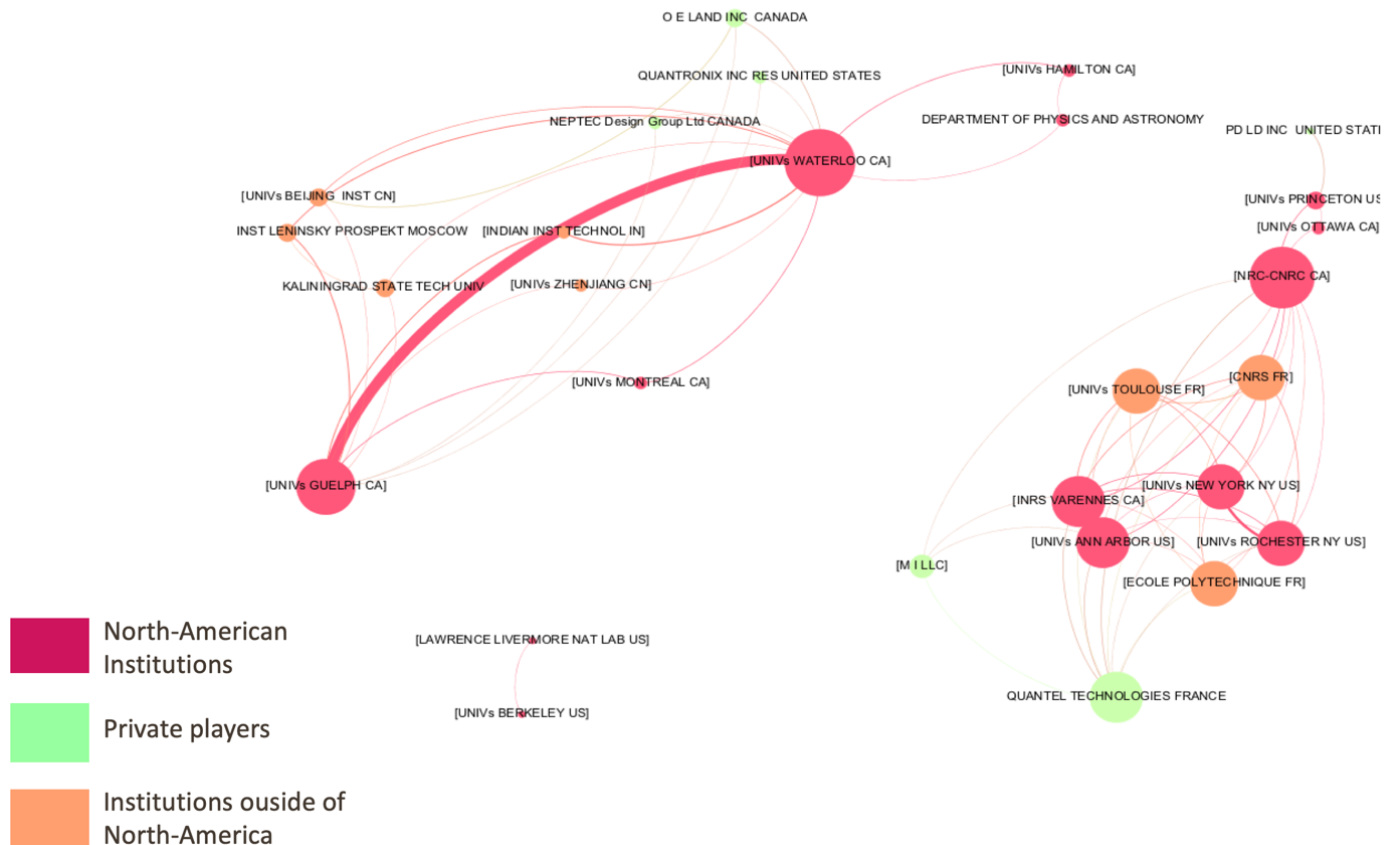 O E LAND INC CANADA
[UNIVs HAMILTON CA]
QUANTRONIX INC RES UNITED STATES
NEPTEC Design Group Ltd CANADA
DEPARTMENT OF PHYSICS AND ASTRONOMY
PD LD INC UNITED STATI
[UNIVs WATERLOO CA]
[UNIVs BEIJING INST CN]
[UNIVs PRINCETON US
INST LENINSKY PROSPEKT MOSCOW
[INDIAN INST TECHNOL IN]
[UNIVs OTTAWA CA]
[NRC-CNRC CA]
KALININGRAD STATE TECH UNIV
[UNIVs ZHENJIANG CN]
[UNIVs MONTREAL CA]
[UNIVs TOULOUSE FR]
[CNRS FR]
[UNIVs GUELPH CA]
[UNIVs NEW YORK NY US]
[INRS VARENNES CA]
[UNIVs ANN ARBOR US]
[UNIVs ROCHESTER NY US]
[M I LLC]
[ECOLE POLYTECHNIQUE FR]
[LAWRENCE LIVERMORE NAT LAB US]
QUANTEL TECHNOLOGIES FRANCE
[UNIVs BERKELEY US]
North-American
Institutions
Private players
Institutions ouside of
North-America